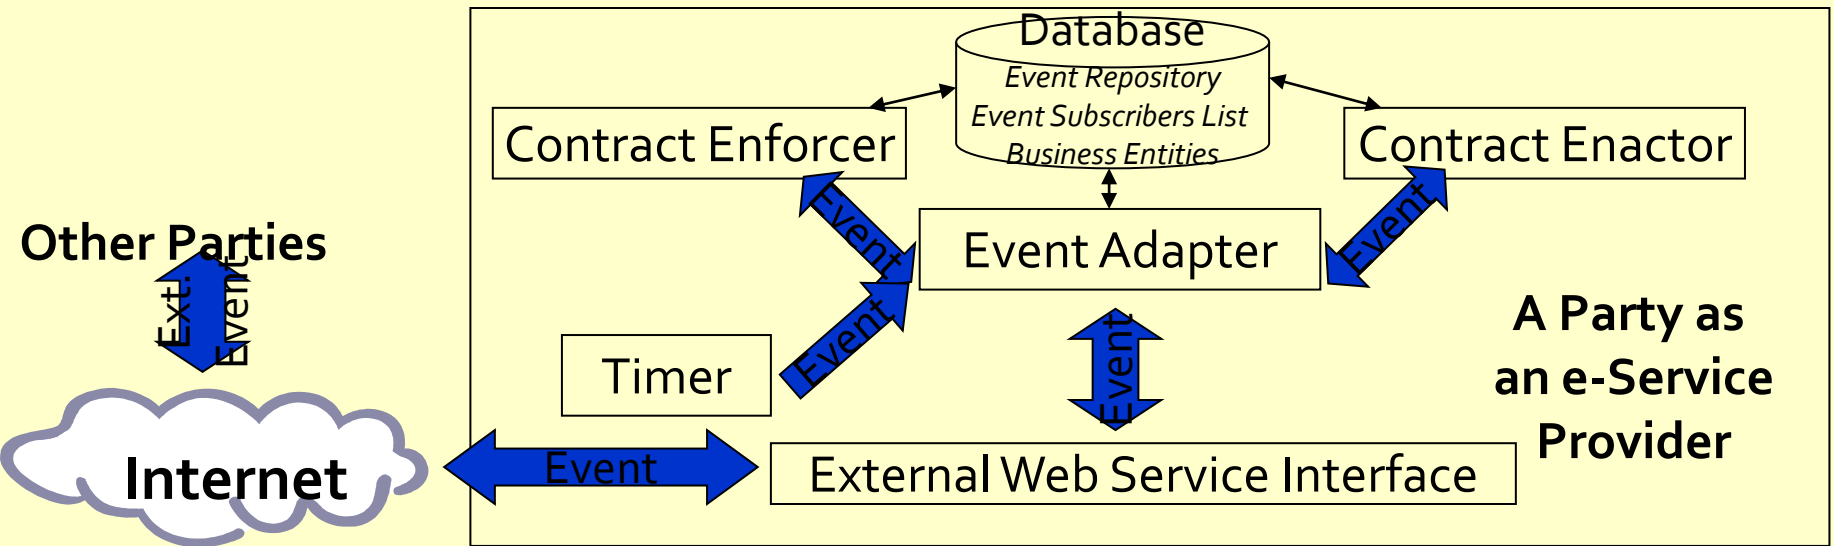 Database
Event Repository
Event Subscribers List
Business Entities
Contract Enforcer
Contract Enactor
Event
Event
Event Adapter
Other Parties
Ext.
Event
Event
Timer
Event
A Party as
an e-Service
Provider
Internet
Event
External Web Service Interface